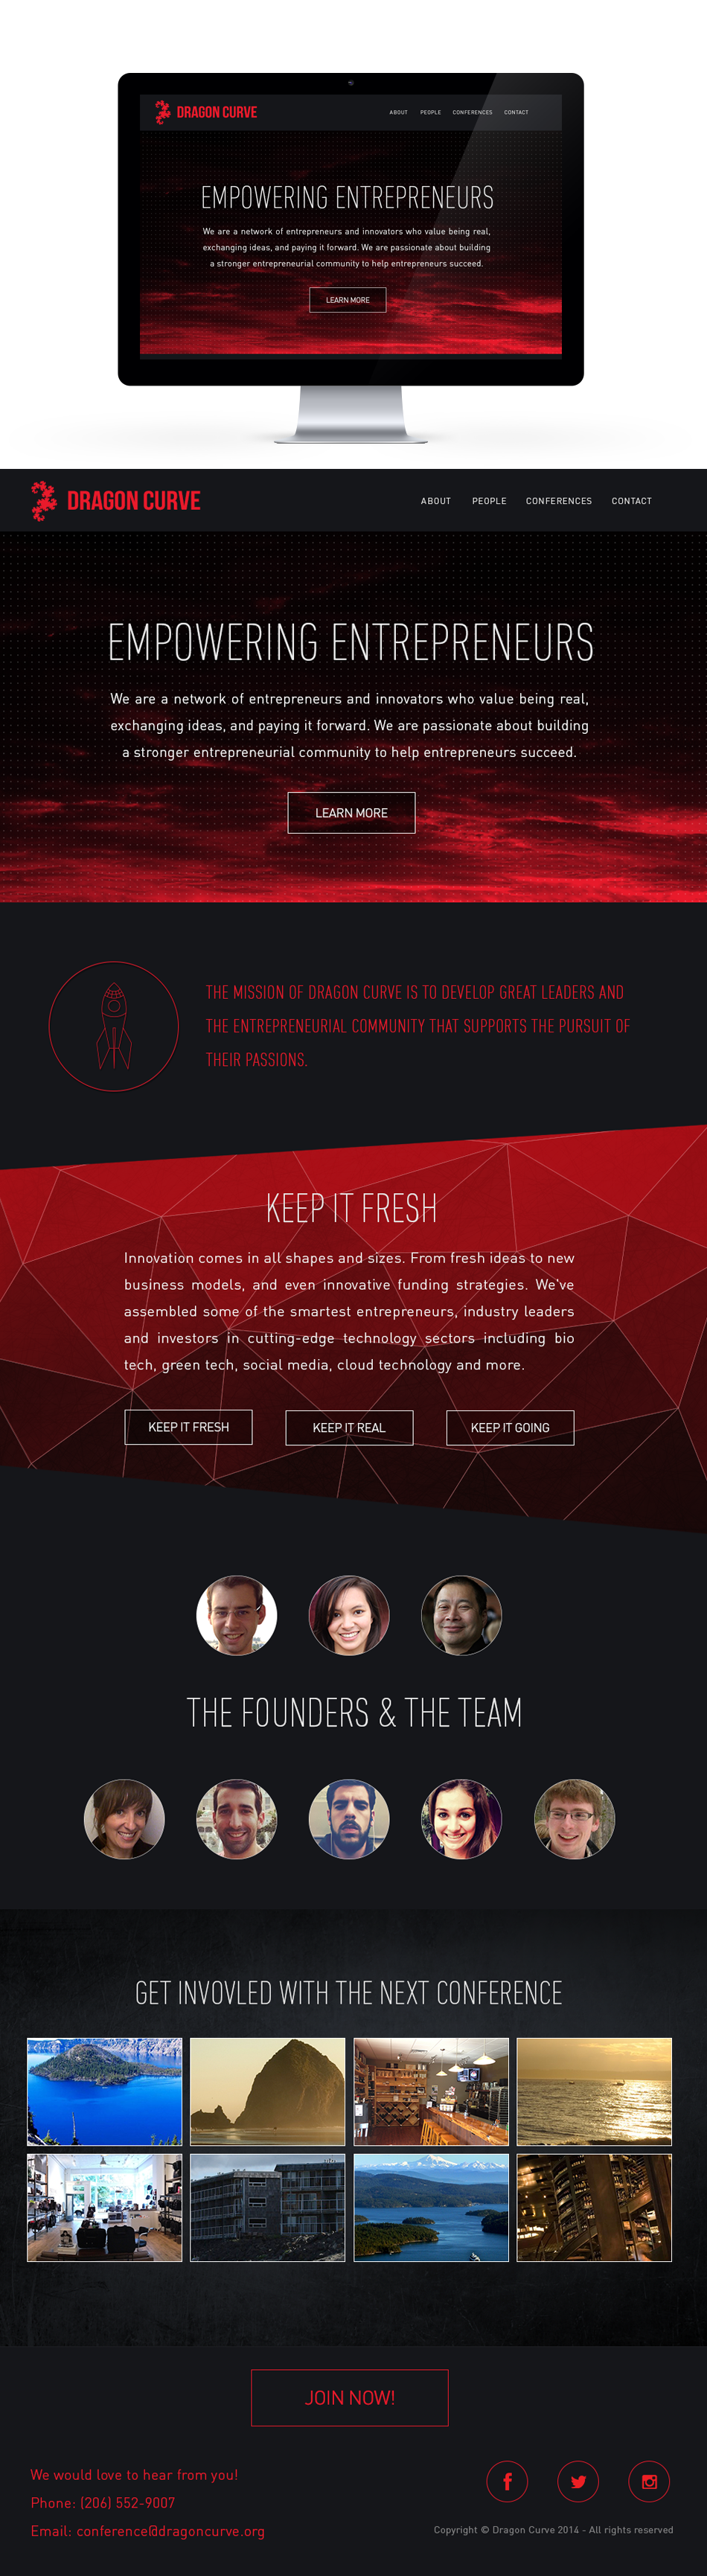 DRAGON CURVE
ABOUT PEOPLE CONFERENCES CONTACT
EMPOWERING ENTREPRENEURS
We are a network of entrepreneurs and innovators who value being real,
exchanging ideas, and paying it forward. We are passionate about building
a stronger entrepreneurial community to help entrepreneurs succeed.
LEARN MORE
DRAGON CURVE
ABOUT PEOPLE CONFERENCES CONTACT
EMPOWERING ENTREPRENEURS
We are a network of entrepreneurs and innovators who value being real,
exchanging ideas, and paying it forward. We are passionate about building
a stronger entrepreneurial community to help entrepreneurs succeed.
LEARN MORE
THE MISSION OF DRAGON CURVE IS TO DEVELOP GREAT LEADERS AND
THE ENTREPRENEURIAL COMMUNITY THAT SUPPORTS THE PURSUIT OF
THEIR PASSIONS.
KEEP IT FRESH
Innovation comes in all shapes and sizes. From fresh ideas to new
business models, and even innovative funding strategies. We've
assembled some of the smartest entrepreneurs, industry leaders
and investors in cutting-edge technology sectors including bio
tech, green tech, social media, cloud technology and more.
KEEP IT FRESH KEEP IT REAL KEEP IT GOING
THE FOUNDERS & THE TEAM
GET INVOVLED WITH THE NEXT CONFERENCE
JOIN NOW!
We would love to hear from you!
Phone: (206) 552-9007
Email: conference@dragoncurve.org
Copyright © Dragon Curve 2014 - All rights reserved